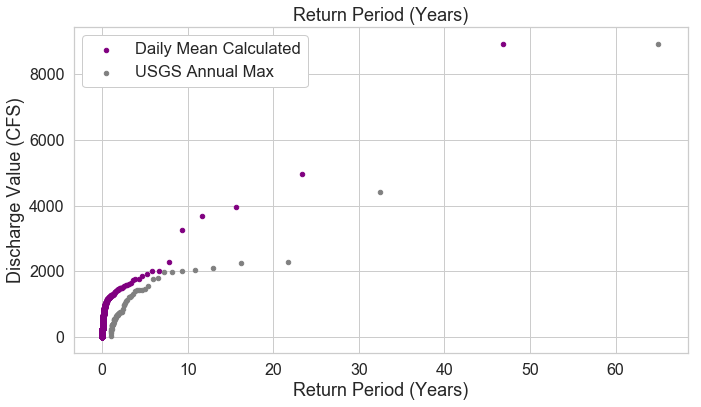 Return Period (Years)
Daily Mean Calculated
USGS Annual Max
Discharge Value (CFS)
8000
6000
4000
2000
0
0 10 20 30 40 50 60
Return Period (Years)